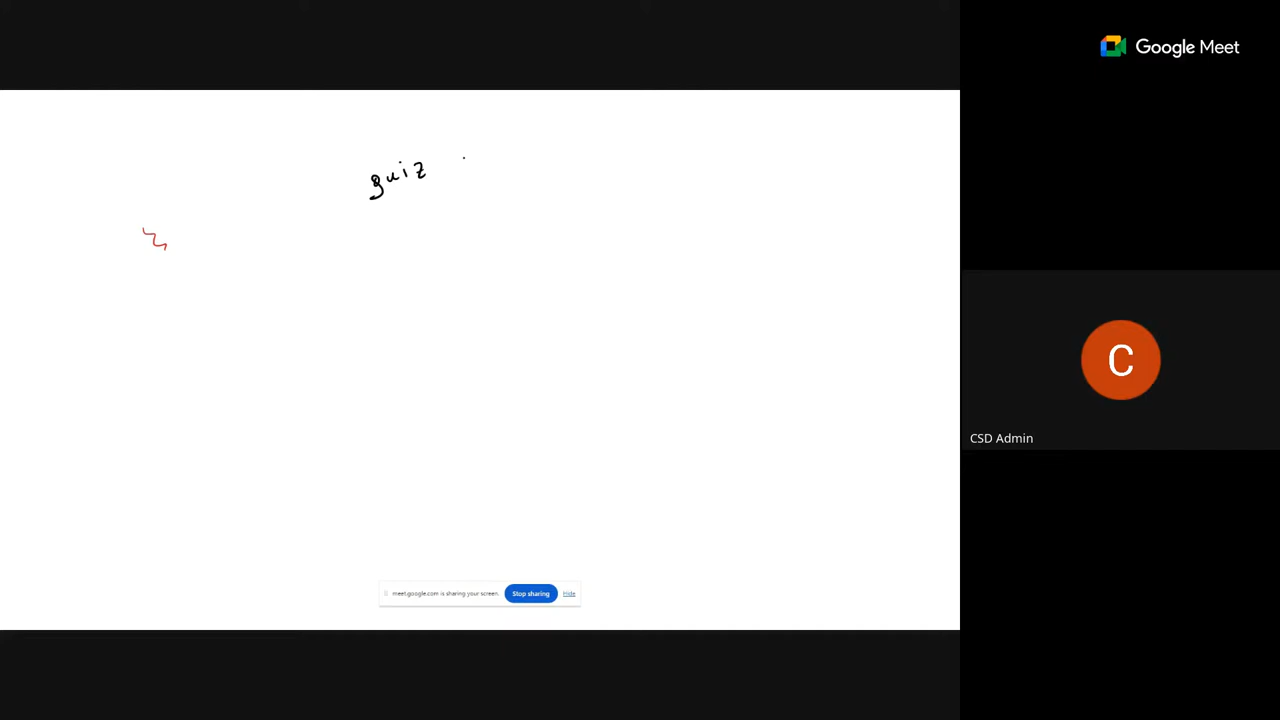 Google Meet
quiz
C
CSD Admin
meet.google.com is sharing your screen.
Stop sharing
Hide